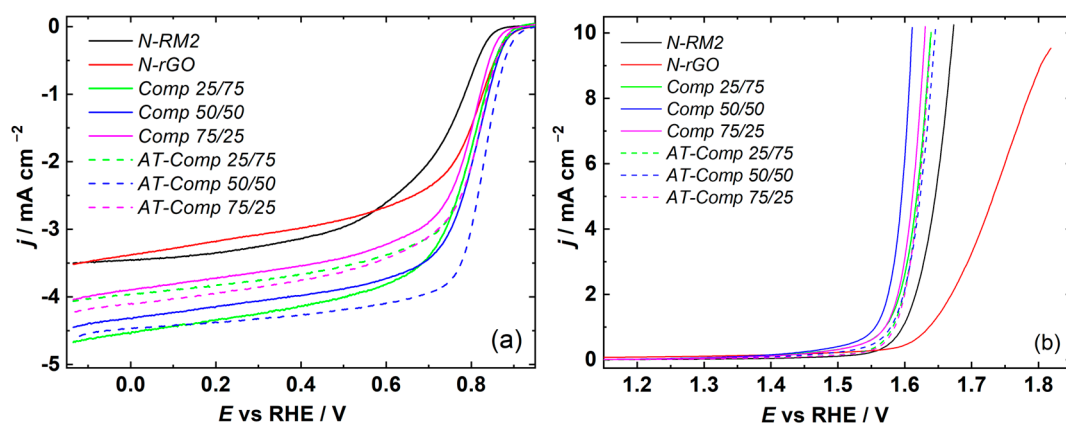 0
-1
-2
-3
-4
-5
j / mA cm⁻²
N-RM2
N-rGO
Comp 25/75
Comp 50/50
Comp 75/25
AT-Comp 25/75
AT-Comp 50/50
AT-Comp 75/25
(a)
0.0 0.2 0.4 0.6 0.8
E vs RHE / V
10
8
6
4
2
0
j / mA cm⁻²
N-RM2
N-rGO
Comp 25/75
Comp 50/50
Comp 75/25
AT-Comp 25/75
AT-Comp 50/50
AT-Comp 75/25
(b)
1.2 1.3 1.4 1.5 1.6 1.7 1.8
E vs RHE / V